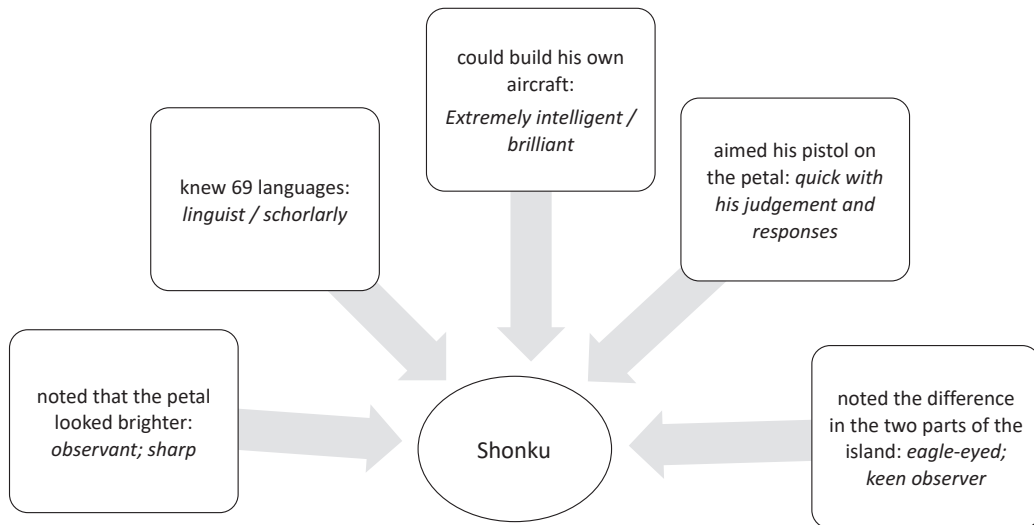 could build his own
aircraft:
Extremely intelligent /
brilliant
knew 69 languages:
linguist / schorlarly
aimed his pistol on
the petal: quick with
his judgement and
responses
noted that the petal
looked brighter:
observant; sharp
Shonku
noted the difference
in the two parts of the
island: eagle-eyed;
keen observer